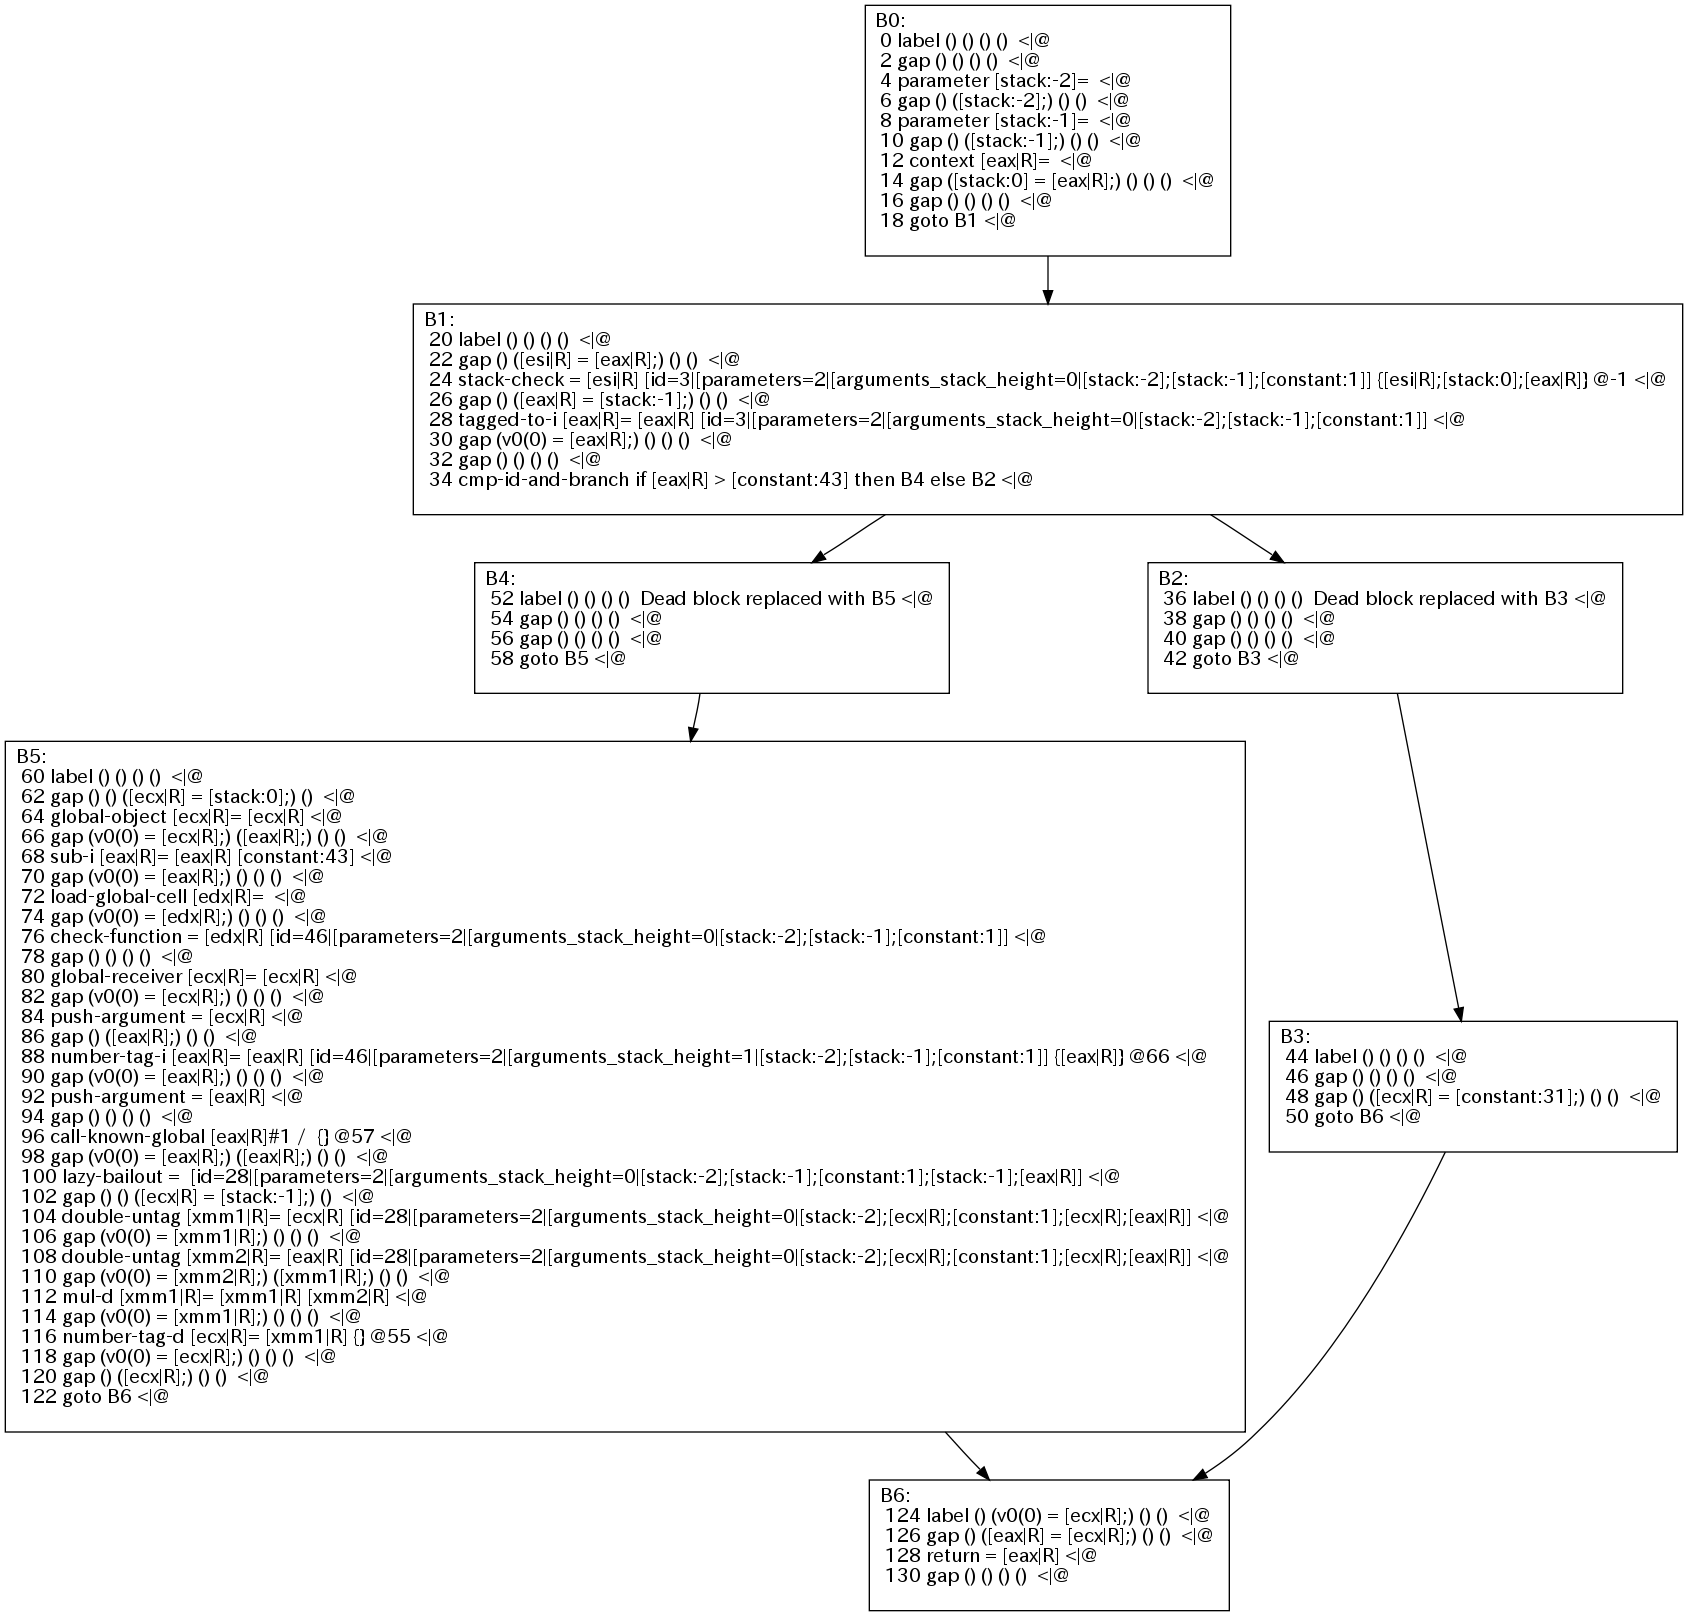 B0:
0 label () () () ()  <|@
2 gap () () () ()  <|@
4 parameter [stack:-2]=  <|@
6 gap () ([stack:-2];) () ()  <|@
8 parameter [stack:-1]=  <|@
10 gap () ([stack:-1];) () ()  <|@
12 context [eax|R]=  <|@
14 gap ([stack:0] = [eax|R];) () () ()  <|@
16 gap () () () ()  <|@
18 goto B1 <|@
B1:
20 label () () () ()  <|@
22 gap () ([esi|R] = [eax|R];) () ()  <|@
24 stack-check = [esi|R] [id=3|[parameters=2|[arguments_stack_height=0|[stack:-2];[stack:-1];[constant:1]] {[esi|R];[stack:0];[eax|R]} @-1 <|@
26 gap () ([eax|R] = [stack:-1];) () ()  <|@
28 tagged-to-i [eax|R]= [eax|R] [id=3|[parameters=2|[arguments_stack_height=0|[stack:-2];[stack:-1];[constant:1]] <|@
30 gap (v0(0) = [eax|R];) () () ()  <|@
32 gap () () () ()  <|@
34 cmp-id-and-branch if [eax|R] > [constant:43] then B4 else B2 <|@
B4:
52 label () () () ()  Dead block replaced with B5 <|@
54 gap () () () ()  <|@
56 gap () () () ()  <|@
58 goto B5 <|@
B2:
36 label () () () ()  Dead block replaced with B3 <|@
38 gap () () () ()  <|@
40 gap () () () ()  <|@
42 goto B3 <|@
B5:
60 label () () () ()  <|@
62 gap () () ([ecx|R] = [stack:0];) ()  <|@
64 global-object [ecx|R]= [ecx|R] <|@
66 gap (v0(0) = [ecx|R];) ([eax|R];) () ()  <|@
68 sub-i [eax|R]= [eax|R] [constant:43] <|@
70 gap (v0(0) = [eax|R];) () () ()  <|@
72 load-global-cell [edx|R]=  <|@
74 gap (v0(0) = [edx|R];) () () ()  <|@
76 check-function = [edx|R] [id=46|[parameters=2|[arguments_stack_height=0|[stack:-2];[stack:-1];[constant:1]] <|@
78 gap () () () ()  <|@
80 global-receiver [ecx|R]= [ecx|R] <|@
82 gap (v0(0) = [ecx|R];) () () ()  <|@
84 push-argument = [ecx|R] <|@
86 gap () ([eax|R];) () ()  <|@
88 number-tag-i [eax|R]= [eax|R] [id=46|[parameters=2|[arguments_stack_height=1|[stack:-2];[stack:-1];[constant:1]] {[eax|R]} @66 <|@
90 gap (v0(0) = [eax|R];) () () ()  <|@
92 push-argument = [eax|R] <|@
94 gap () () () ()  <|@
96 call-known-global [eax|R]#1 /  {} @57 <|@
98 gap (v0(0) = [eax|R];) ([eax|R];) () ()  <|@
100 lazy-bailout =  [id=28|[parameters=2|[arguments_stack_height=0|[stack:-2];[stack:-1];[constant:1];[stack:-1];[eax|R]] <|@
102 gap () () ([ecx|R] = [stack:-1];) ()  <|@
104 double-untag [xmm1|R]= [ecx|R] [id=28|[parameters=2|[arguments_stack_height=0|[stack:-2];[ecx|R];[constant:1];[ecx|R];[eax|R]] <|@
106 gap (v0(0) = [xmm1|R];) () () ()  <|@
108 double-untag [xmm2|R]= [eax|R] [id=28|[parameters=2|[arguments_stack_height=0|[stack:-2];[ecx|R];[constant:1];[ecx|R];[eax|R]] <|@
110 gap (v0(0) = [xmm2|R];) ([xmm1|R];) () ()  <|@
112 mul-d [xmm1|R]= [xmm1|R] [xmm2|R] <|@
114 gap (v0(0) = [xmm1|R];) () () ()  <|@
116 number-tag-d [ecx|R]= [xmm1|R] {} @55 <|@
118 gap (v0(0) = [ecx|R];) () () ()  <|@
120 gap () ([ecx|R];) () ()  <|@
122 goto B6 <|@
B3:
44 label () () () ()  <|@
46 gap () () () ()  <|@
48 gap () ([ecx|R] = [constant:31];) () ()  <|@
50 goto B6 <|@
B6:
124 label () (v0(0) = [ecx|R];) () ()  <|@
126 gap () ([eax|R] = [ecx|R];) () ()  <|@
128 return = [eax|R] <|@
130 gap () () () ()  <|@